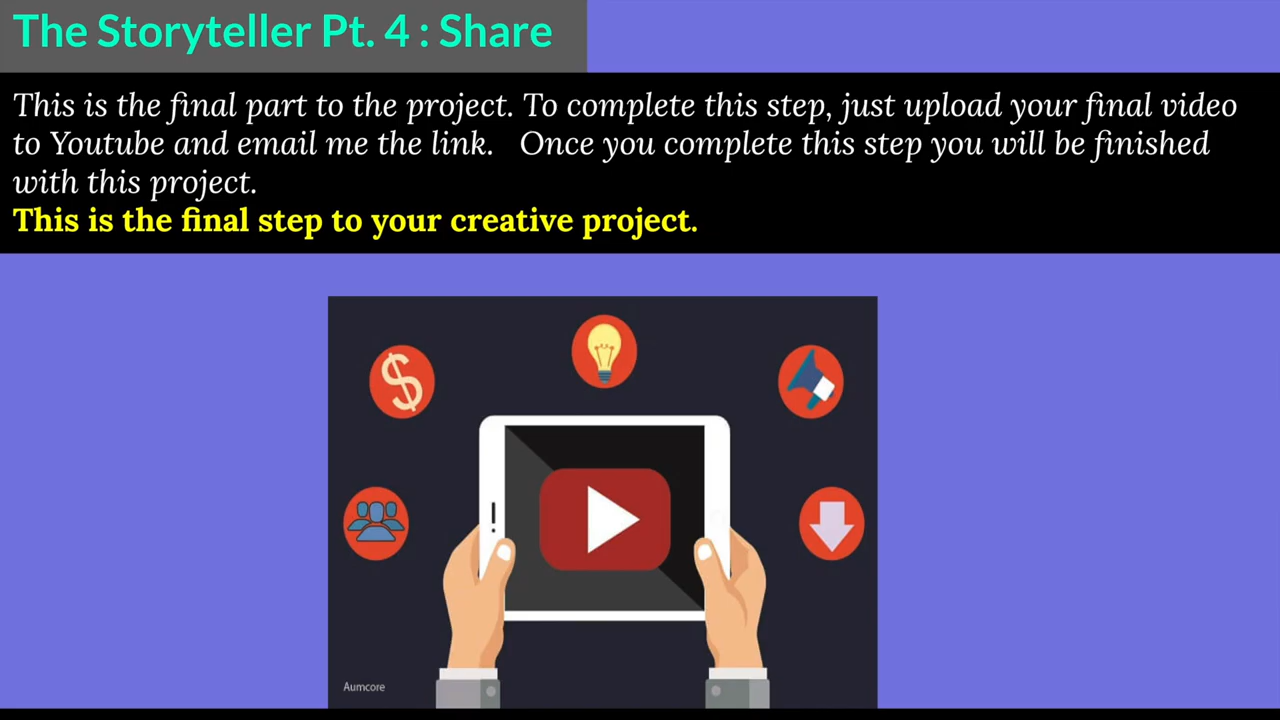 The Storyteller Pt. 4 : Share
This is the final part to the project. To complete this step, just upload your final video
to Youtube and email me the link.   Once you complete this step you will be finished
with this project.
This is the final step to your creative project.
Aumcore